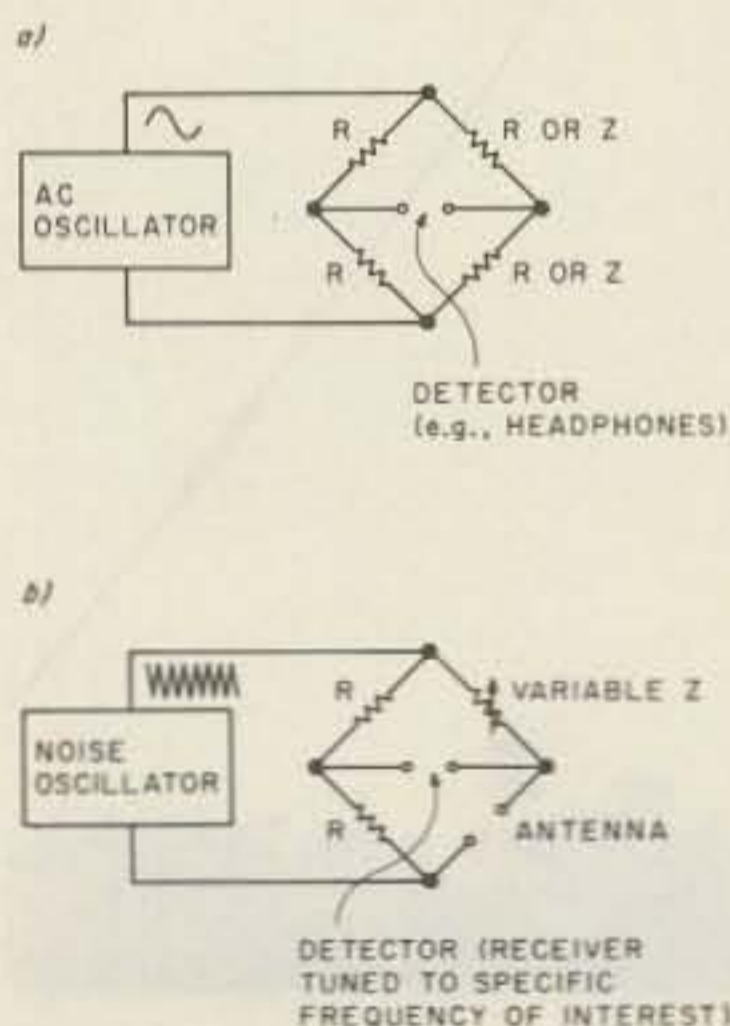 a)
R
R OR Z
AC
OSCILLATOR
R
R OR Z
DETECTOR
(e.g., HEADPHONES)
b)
R
VARIABLE Z
NOISE
OSCILLATOR
R
ANTENNA
DETECTOR (RECEIVER
TUNED TO SPECIFIC
FREQUENCY OF INTEREST)